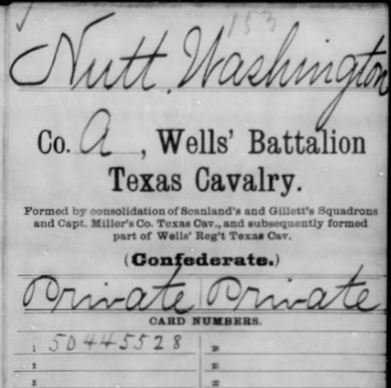 153
Nutt, Washington
Co. A, Wells' Battalion
Texas Cavalry.
Formed by consolidation of Scanland's and Gillett's Squadrons
and Capt. Miller's Co. Texas Cav., and subsequently formed
part of Wells' Reg't Texas Cav.
(Confederate.)
Private Private
CARD NUMBERS.
1 50445528
2
3